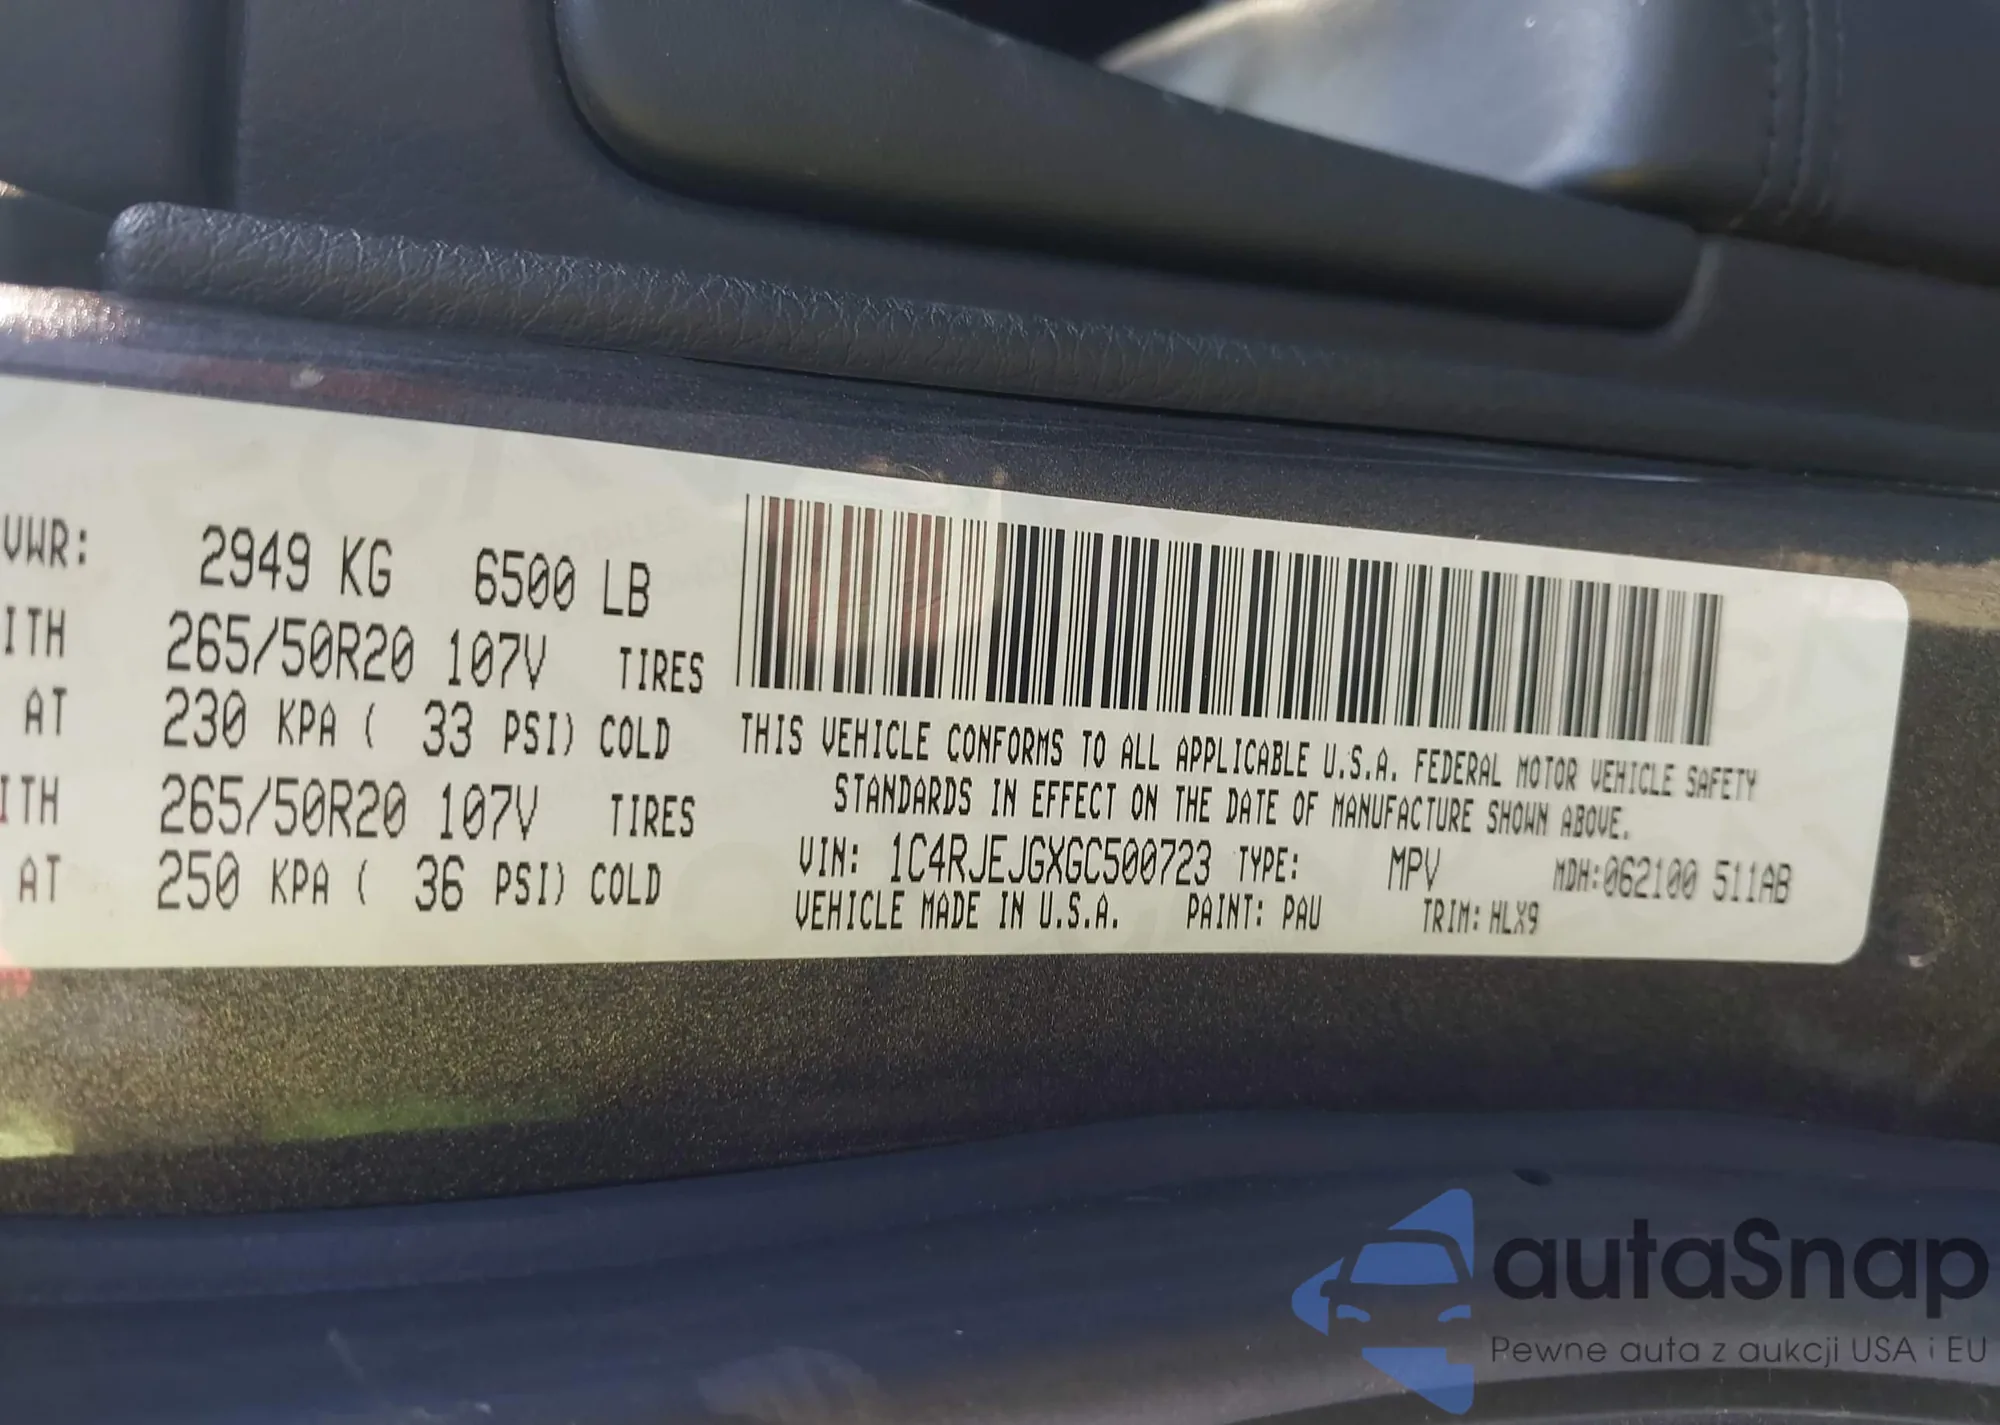 VWR: 2949 KG 6500 LB
ITH 265/50R20 107V TIRES
AT 230 KPA ( 33 PSI) COLD
ITH 265/50R20 107V TIRES
AT 250 KPA ( 36 PSI) COLD
THIS VEHICLE CONFORMS TO ALL APPLICABLE U.S.A. FEDERAL MOTOR VEHICLE SAFETY
STANDARDS IN EFFECT ON THE DATE OF MANUFACTURE SHOWN ABOVE.
VIN: 1C4RJEJGXGC500723 TYPE: MPV MDH:062100 511AB
VEHICLE MADE IN U.S.A. PAINT: PAU TRIM: HLX9
autaSnap
Pewne auta z aukcji USA i EU